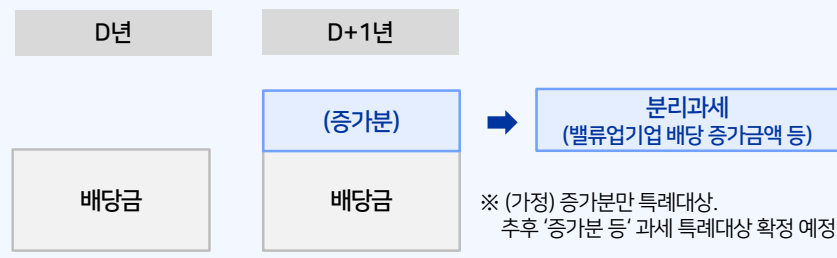 D년
D+1년
(증가분)
분리과세
(밸류업기업 배당 증가금액 등)
배당금
배당금
※ (가정) 증가분만 특례대상.
추후 ‘증가분 등‘ 과세 특례대상 확정 예정